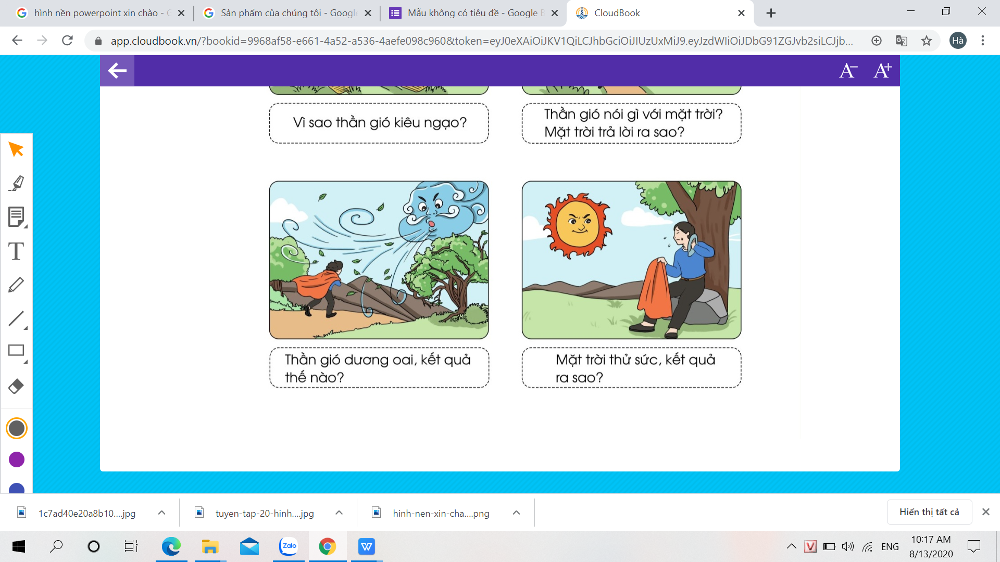 hình nền powerpoint xin chào - G
Sản phẩm của chúng tôi - Google
Mẫu không có tiêu đề - Google B
CloudBook
app.cloudbook.vn/?bookid=9968af58-e661-4a52-a536-4aefe098c960&token=eyJ0eXAiOiJKV1QiLCJhbGciOiJIUzUxMiJ9.eyJzdWIiOiJDbG91ZGJvb2siLCJjb...
Hà
A− A+
Vì sao thần gió kiêu ngạo?
Thần gió nói gì với mặt trời?
Mặt trời trả lời ra sao?
T
Thần gió dương oai, kết quả
thế nào?
Mặt trời thử sức, kết quả
ra sao?
1c7ad40e20a8b10....jpg
tuyen-tap-20-hinh....jpg
hinh-nen-xin-cha....png
Hiển thị tất cả
Zalo
W
V
ENG
10:17 AM
8/13/2020